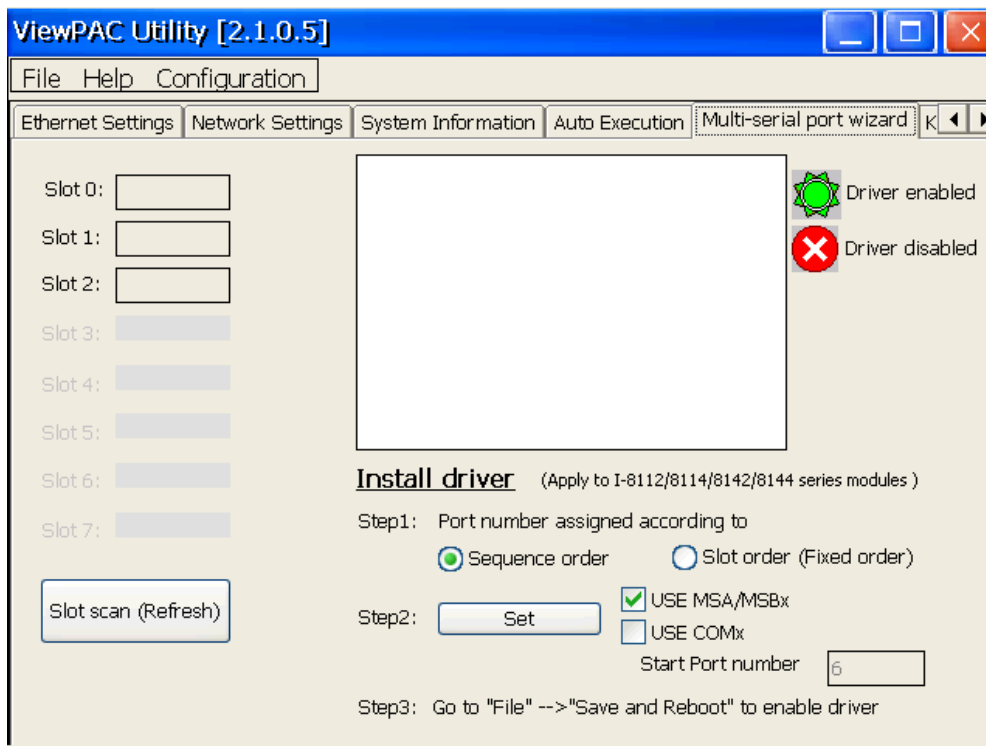 ViewPAC Utility [2.1.0.5]
File Help Configuration
Ethernet Settings Network Settings System Information Auto Execution Multi-serial port wizard K
Slot 0:
Slot 1:
Slot 2:
Slot 3:
Slot 4:
Slot 5:
Slot 6:
Slot 7:
Slot scan (Refresh)
Driver enabled
Driver disabled
Install driver (Apply to I-8112/8114/8142/8144 series modules )
Step1: Port number assigned according to
Sequence order Slot order (Fixed order)
Step2: Set USE MSA/MSBx
USE COMx
Start Port number 6
Step3: Go to "File" -->"Save and Reboot" to enable driver